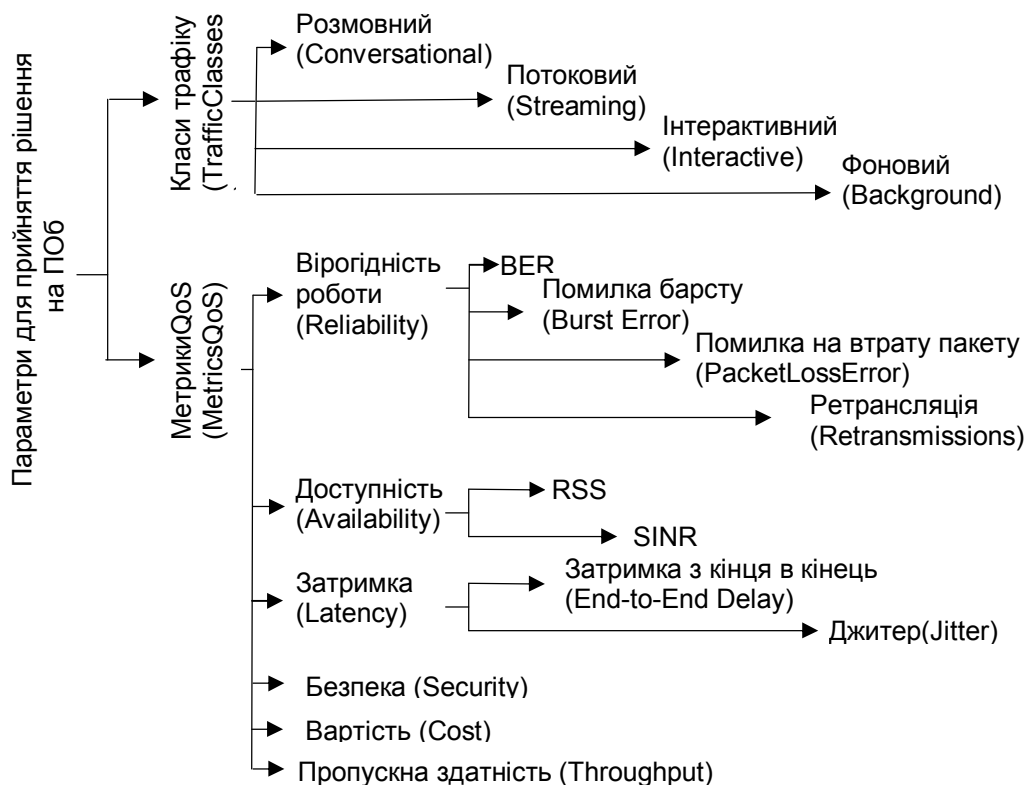 Параметри для прийняття рішення
на ПОб
Класи трафіку
(TrafficClasses
Розмовний
(Conversational)
Потоковий
(Streaming)
Інтерактивний
(Interactive)
Фоновий
(Background)
МетрикиQoS
(MetricsQoS)
Вірогідність
роботи
(Reliability)
BER
Помилка барсту
(Burst Error)
Помилка на втрату пакету
(PacketLossError)
Ретрансляція
(Retransmissions)
Доступність
(Availability)
RSS
SINR
Затримка
(Latency)
Затримка з кінця в кінець
(End-to-End Delay)
Джитер(Jitter)
Безпека (Security)
Вартість (Cost)
Пропускна здатність (Throughput)